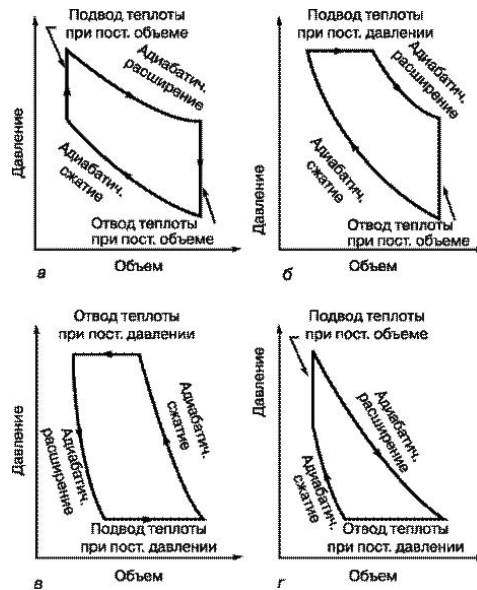 Подвод теплоты
при пост. объеме
Адиабатич.
расширение
Давление
Адиабатич.
сжатие
Отвод теплоты
при пост. объеме
Объем
а
Подвод теплоты
при пост. давлении
Адиабатич.
расширение
Давление
Адиабатич.
сжатие
Отвод теплоты
при пост. объеме
Объем
б
Отвод теплоты
при пост. давлении
Давление
Адиабатич.
расширение
Адиабатич.
сжатие
Подвод теплоты
при пост. давлении
Объем
в
Подвод теплоты
при пост. объеме
Давление
Адиабатич.
расширение
Адиабатич.
сжатие
Отвод теплоты
при пост. давлении
Объем
г